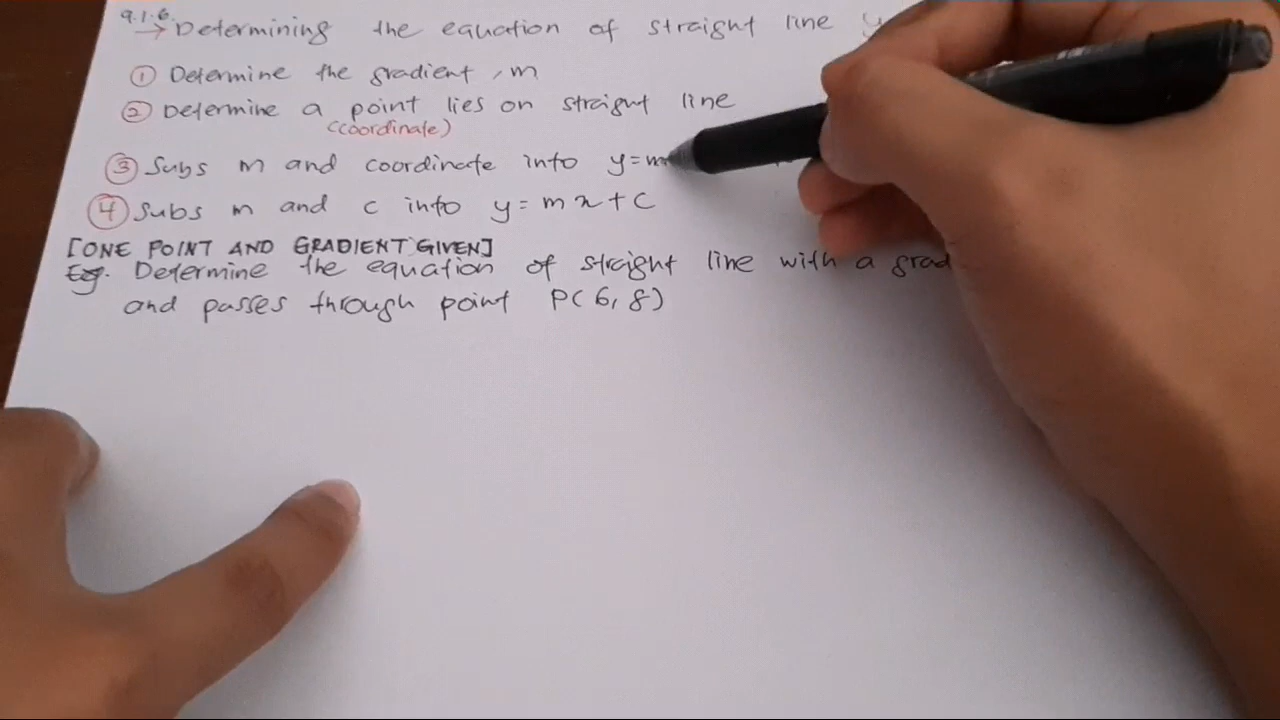 9.1.6.
→ Determining the equation of straight line y
① Determine the gradient, m
② Determine a point lies on straight line
(coordinate)
③ Subs m and coordinate into y=m
④ Subs m and c into y = mx + c
[ONE POINT AND GRADIENT GIVEN]
Eg. Determine the equation of straight line with a grad
and passes through point P(6,8)